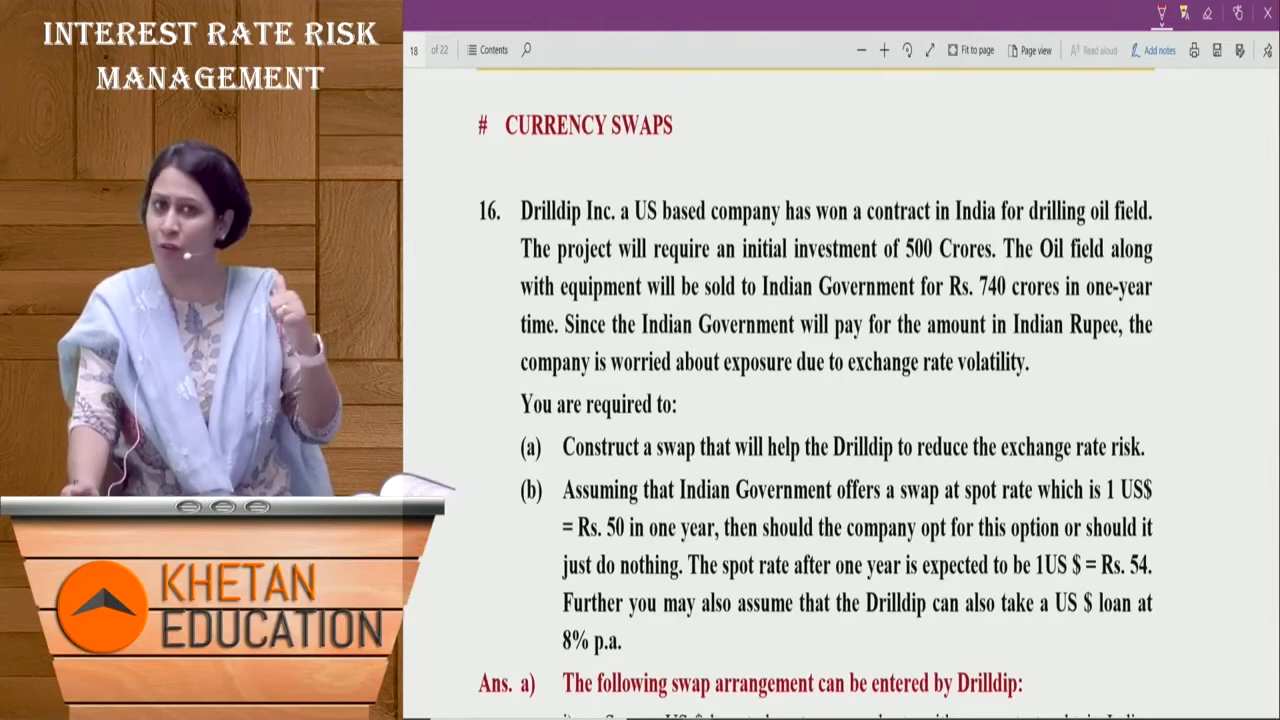 INTEREST RATE RISK
MANAGEMENT
18 of 22 Contents Fit to page Page view Read aloud Add notes
# CURRENCY SWAPS
16. Drilldip Inc. a US based company has won a contract in India for drilling oil field.
The project will require an initial investment of 500 Crores. The Oil field along
with equipment will be sold to Indian Government for Rs. 740 crores in one-year
time. Since the Indian Government will pay for the amount in Indian Rupee, the
company is worried about exposure due to exchange rate volatility.
You are required to:
(a) Construct a swap that will help the Drilldip to reduce the exchange rate risk.
(b) Assuming that Indian Government offers a swap at spot rate which is 1 US$
= Rs. 50 in one year, then should the company opt for this option or should it
just do nothing. The spot rate after one year is expected to be 1US $ = Rs. 54.
Further you may also assume that the Drilldip can also take a US $ loan at
8% p.a.
Ans. a) The following swap arrangement can be entered by Drilldip:
KHETAN
EDUCATION